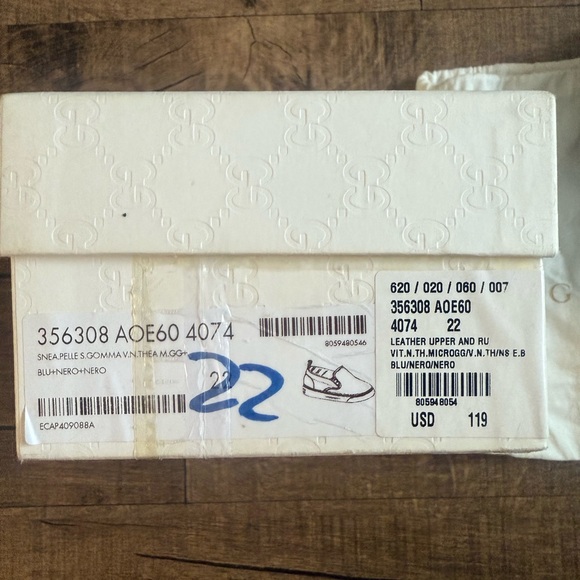 356308 AOE60 4074
8059480546
SNEA.PELLE S.GOMMA V.N.THEA M.GG+
BLU+NERO+NERO
22
22
ECAP409088A
620 / 020 / 060 / 007
356308 AOE60
4074 22
LEATHER UPPER AND RU
VIT.N.TH.MICROGG/V.N.TH/NS E.B
BLU/NERO/NERO
805948054
USD 119
G